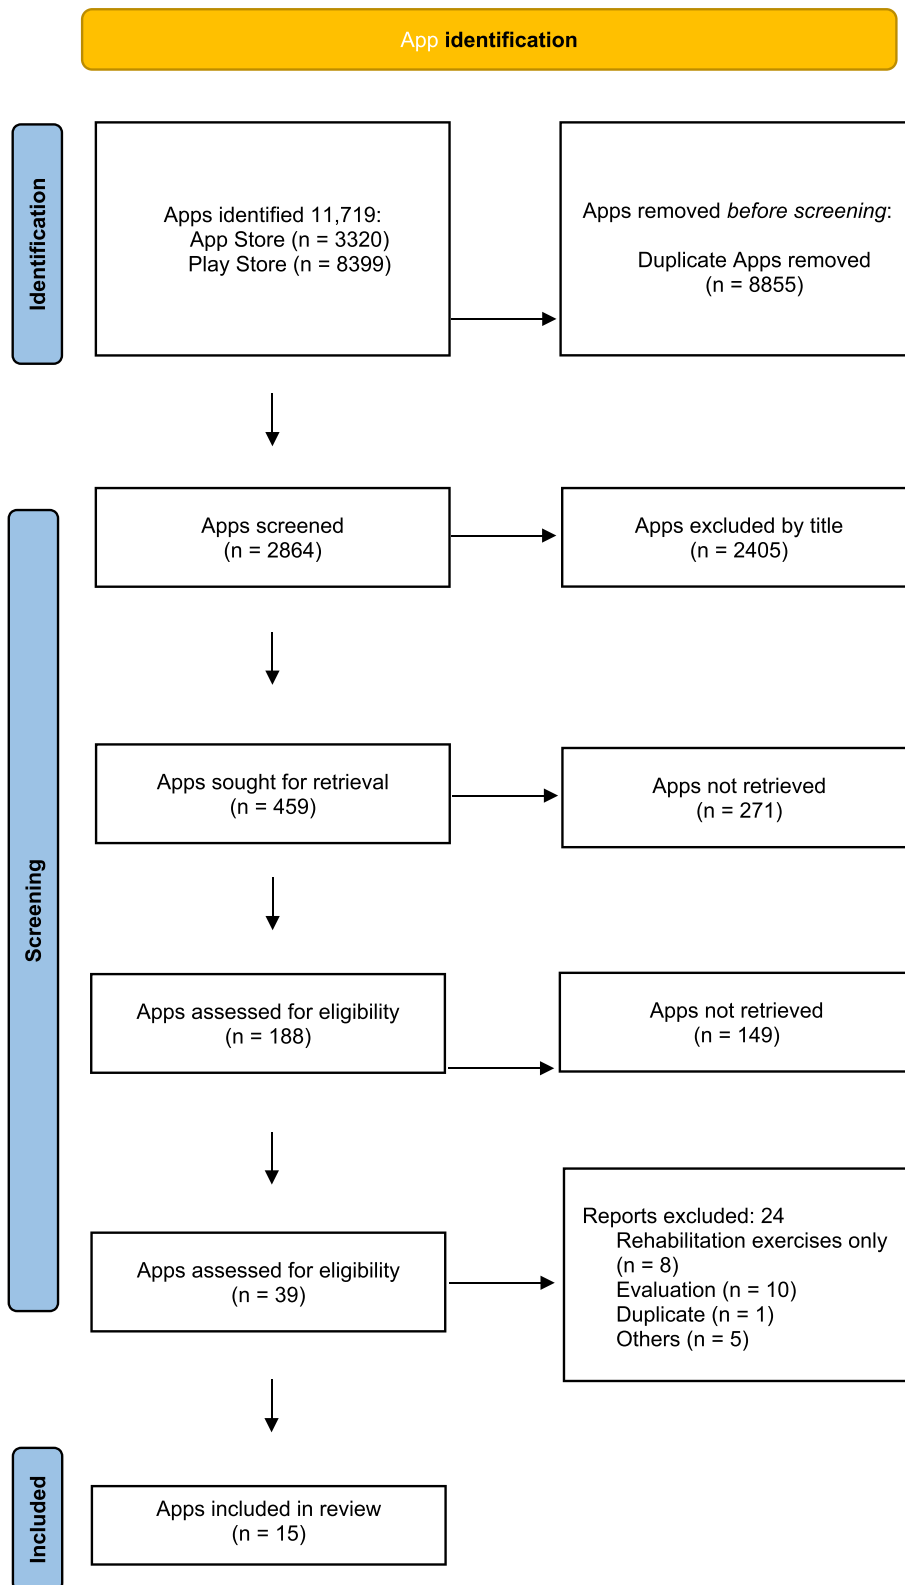 App identification
Identification
Apps identified 11,719:
App Store (n = 3320)
Play Store (n = 8399)
Apps removed before screening:
Duplicate Apps removed
(n = 8855)
Screening
Apps screened
(n = 2864)
Apps excluded by title
(n = 2405)
Apps sought for retrieval
(n = 459)
Apps not retrieved
(n = 271)
Apps assessed for eligibility
(n = 188)
Apps not retrieved
(n = 149)
Apps assessed for eligibility
(n = 39)
Reports excluded: 24
Rehabilitation exercises only
(n = 8)
Evaluation (n = 10)
Duplicate (n = 1)
Others (n = 5)
Included
Apps included in review
(n = 15)